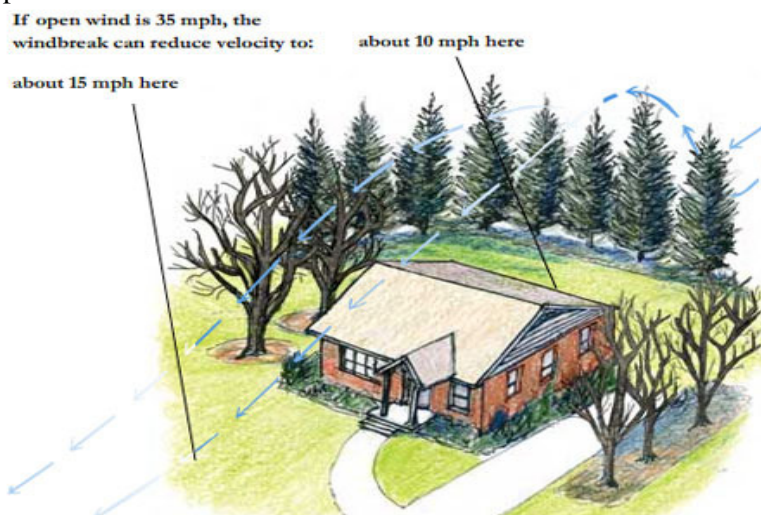 If open wind is 35 mph, the
windbreak can reduce velocity to:
about 10 mph here
about 15 mph here